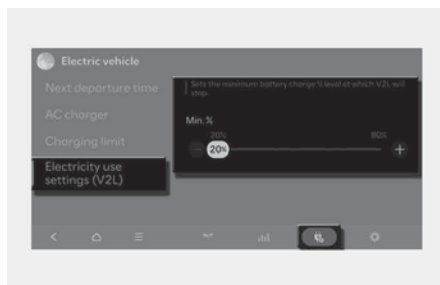 Electric vehicle
Next departure time
AC charger
Charging limit
Electricity use
settings (V2L)
Sets the minimum battery charge % level at which V2L will
stop.
Min. %
20%
80%
20%